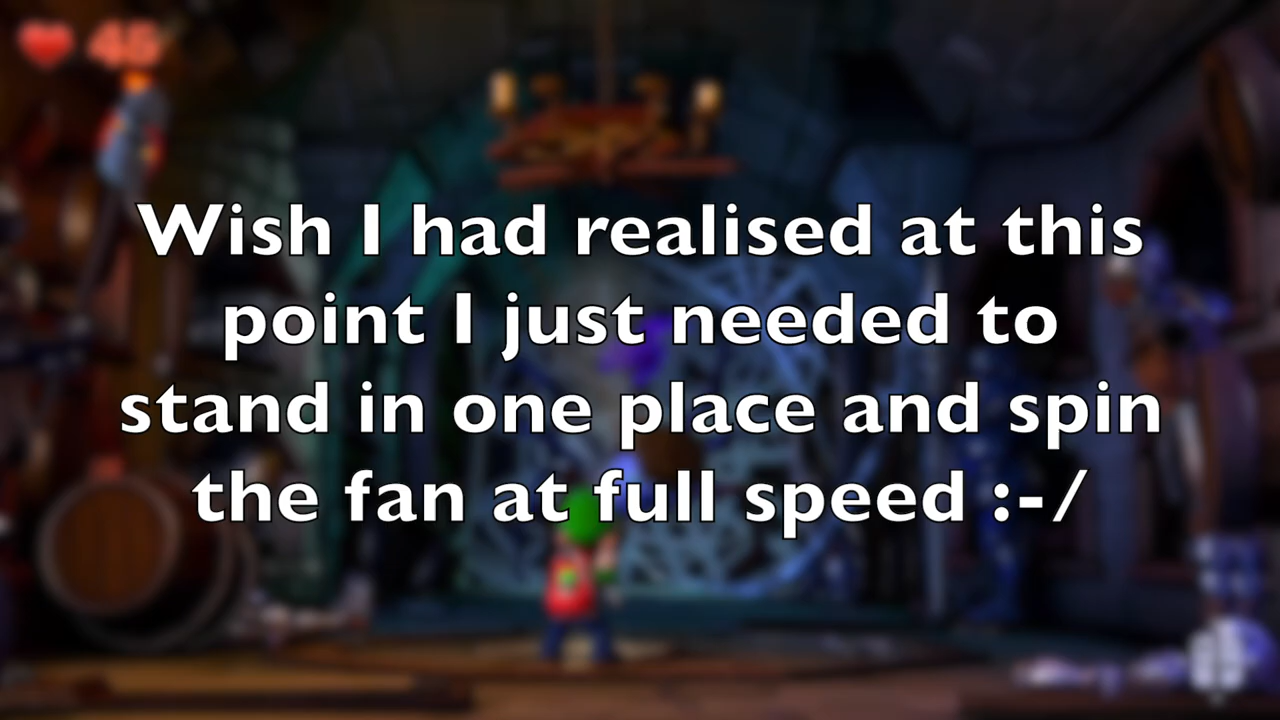 46
Wish I had realised at this
point I just needed to
stand in one place and spin
the fan at full speed :-/